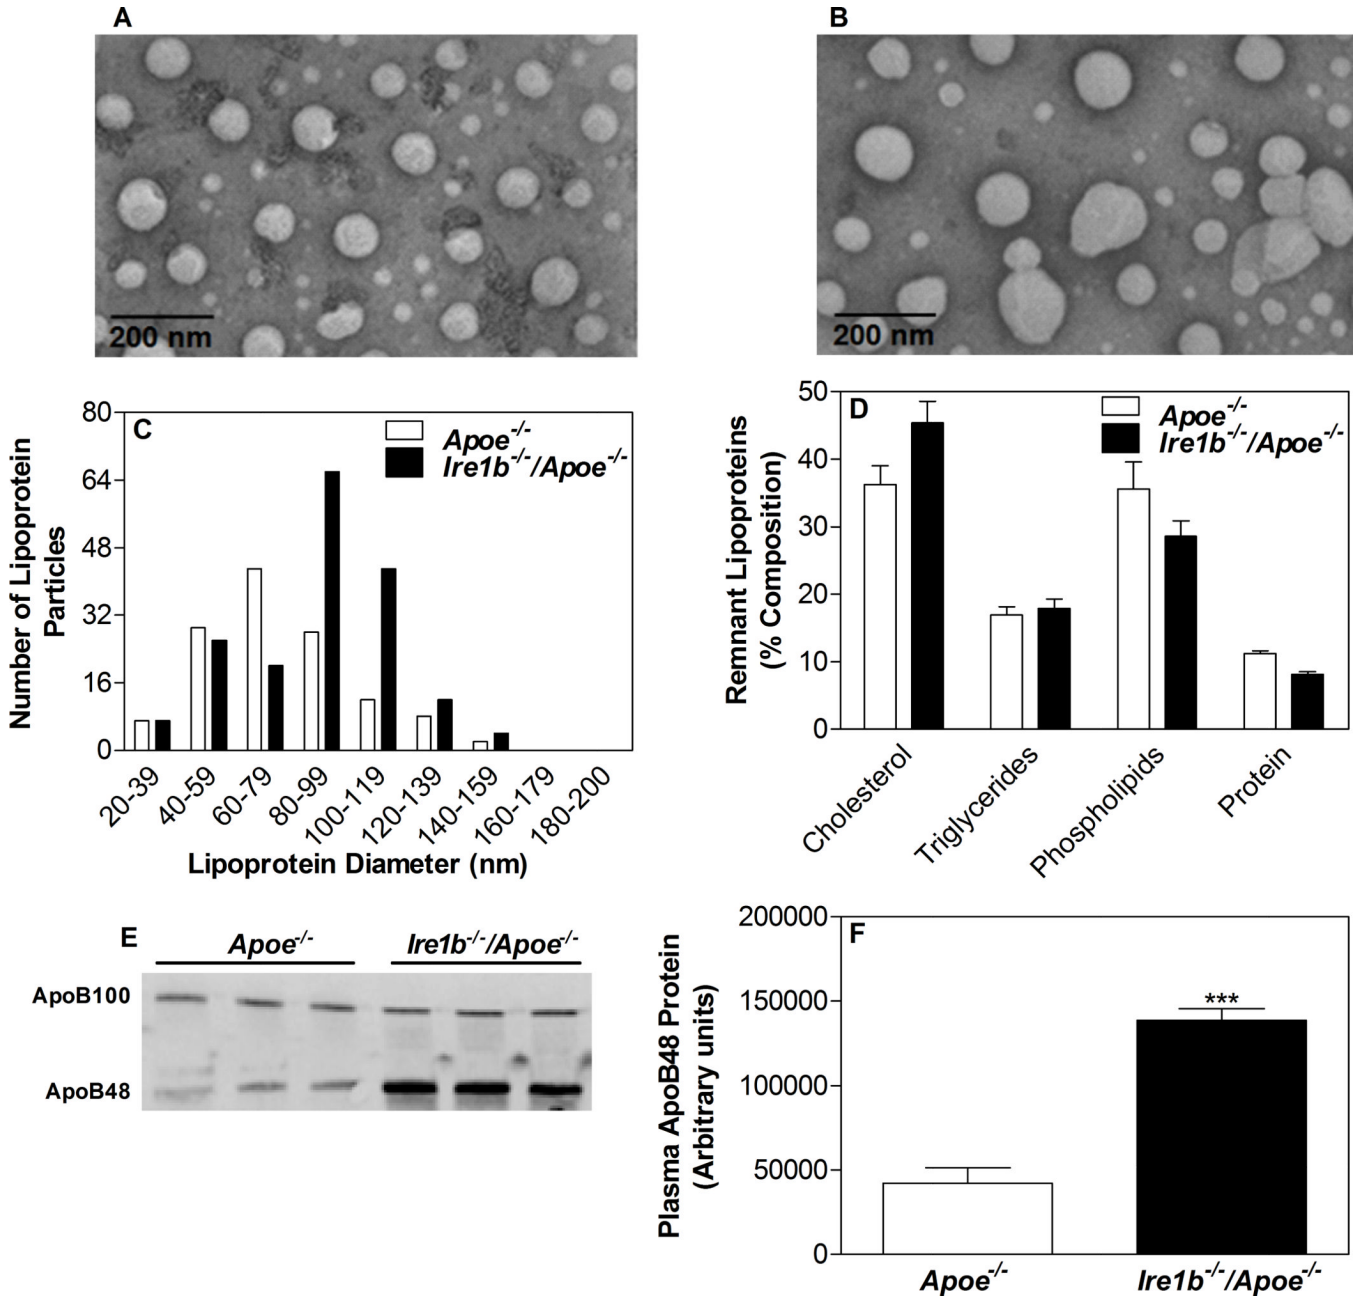 A
200 nm
B
200 nm
C
Number of Lipoprotein
Particles
80
64
48
32
16
0
Apoe-/-
Ire1b-/-/Apoe-/-
20-39
40-59
60-79
80-99
100-119
120-139
140-159
160-179
180-200
Lipoprotein Diameter (nm)
D
Remnant Lipoproteins
(% Composition)
50
40
30
20
10
0
Apoe-/-
Ire1b-/-/Apoe-/-
Cholesterol
Triglycerides
Phospholipids
Protein
E
Apoe-/-
Ire1b-/-/Apoe-/-
ApoB100
ApoB48
F
Plasma ApoB48 Protein
(Arbitrary units)
200000
150000
100000
50000
0
***
Apoe-/-
Ire1b-/-/Apoe-/-